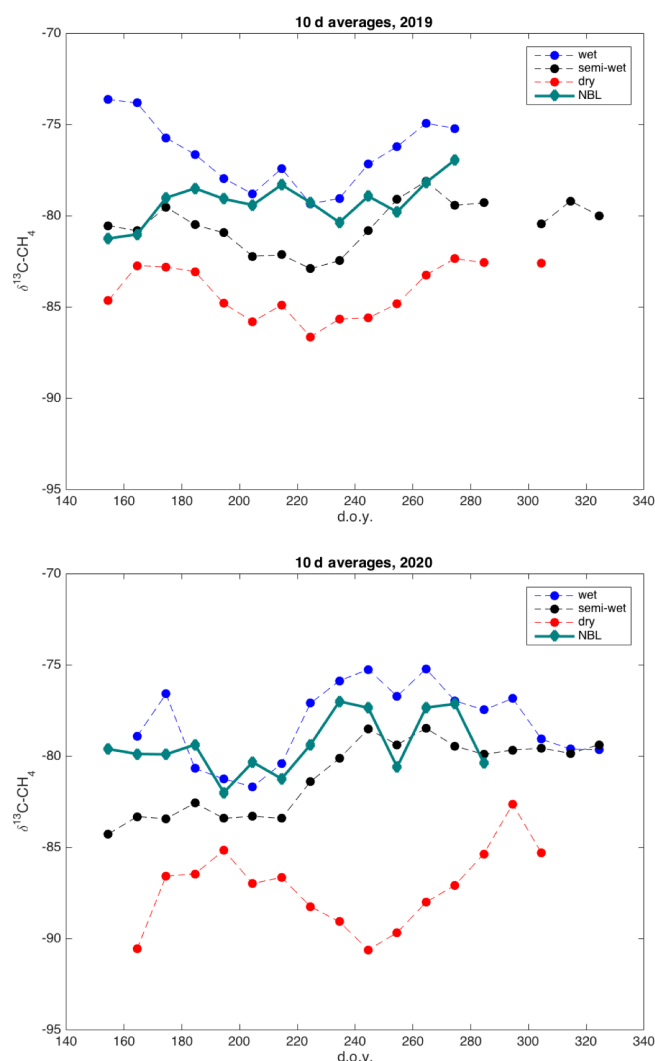 10 d averages, 2019
-70
-75
-80
-85
-90
-95
δ¹³C-CH₄
wet
semi-wet
dry
NBL
140 160 180 200 220 240 260 280 300 320 340
d.o.y.
10 d averages, 2020
-70
-75
-80
-85
-90
-95
δ¹³C-CH₄
wet
semi-wet
dry
NBL
140 160 180 200 220 240 260 280 300 320 340
d.o.y.